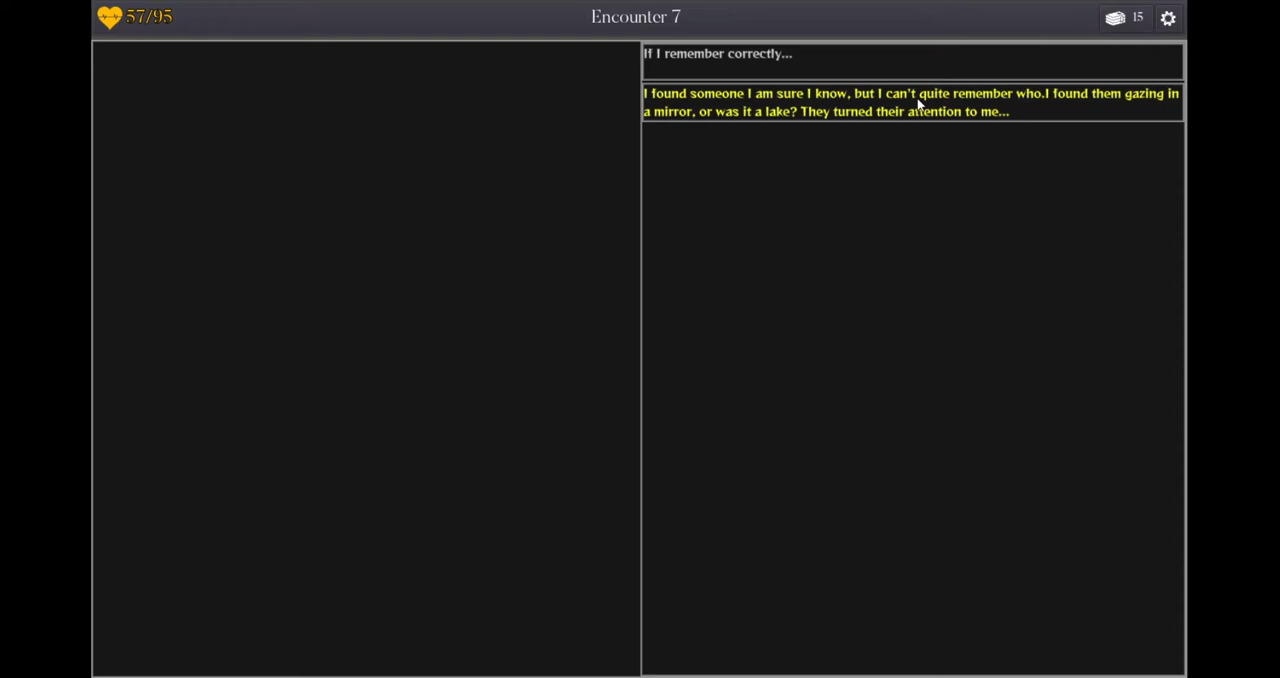 57/95
Encounter 7
15
If I remember correctly...
I found someone I am sure I know, but I can't quite remember who.I found them gazing in
a mirror, or was it a lake? They turned their attention to me...